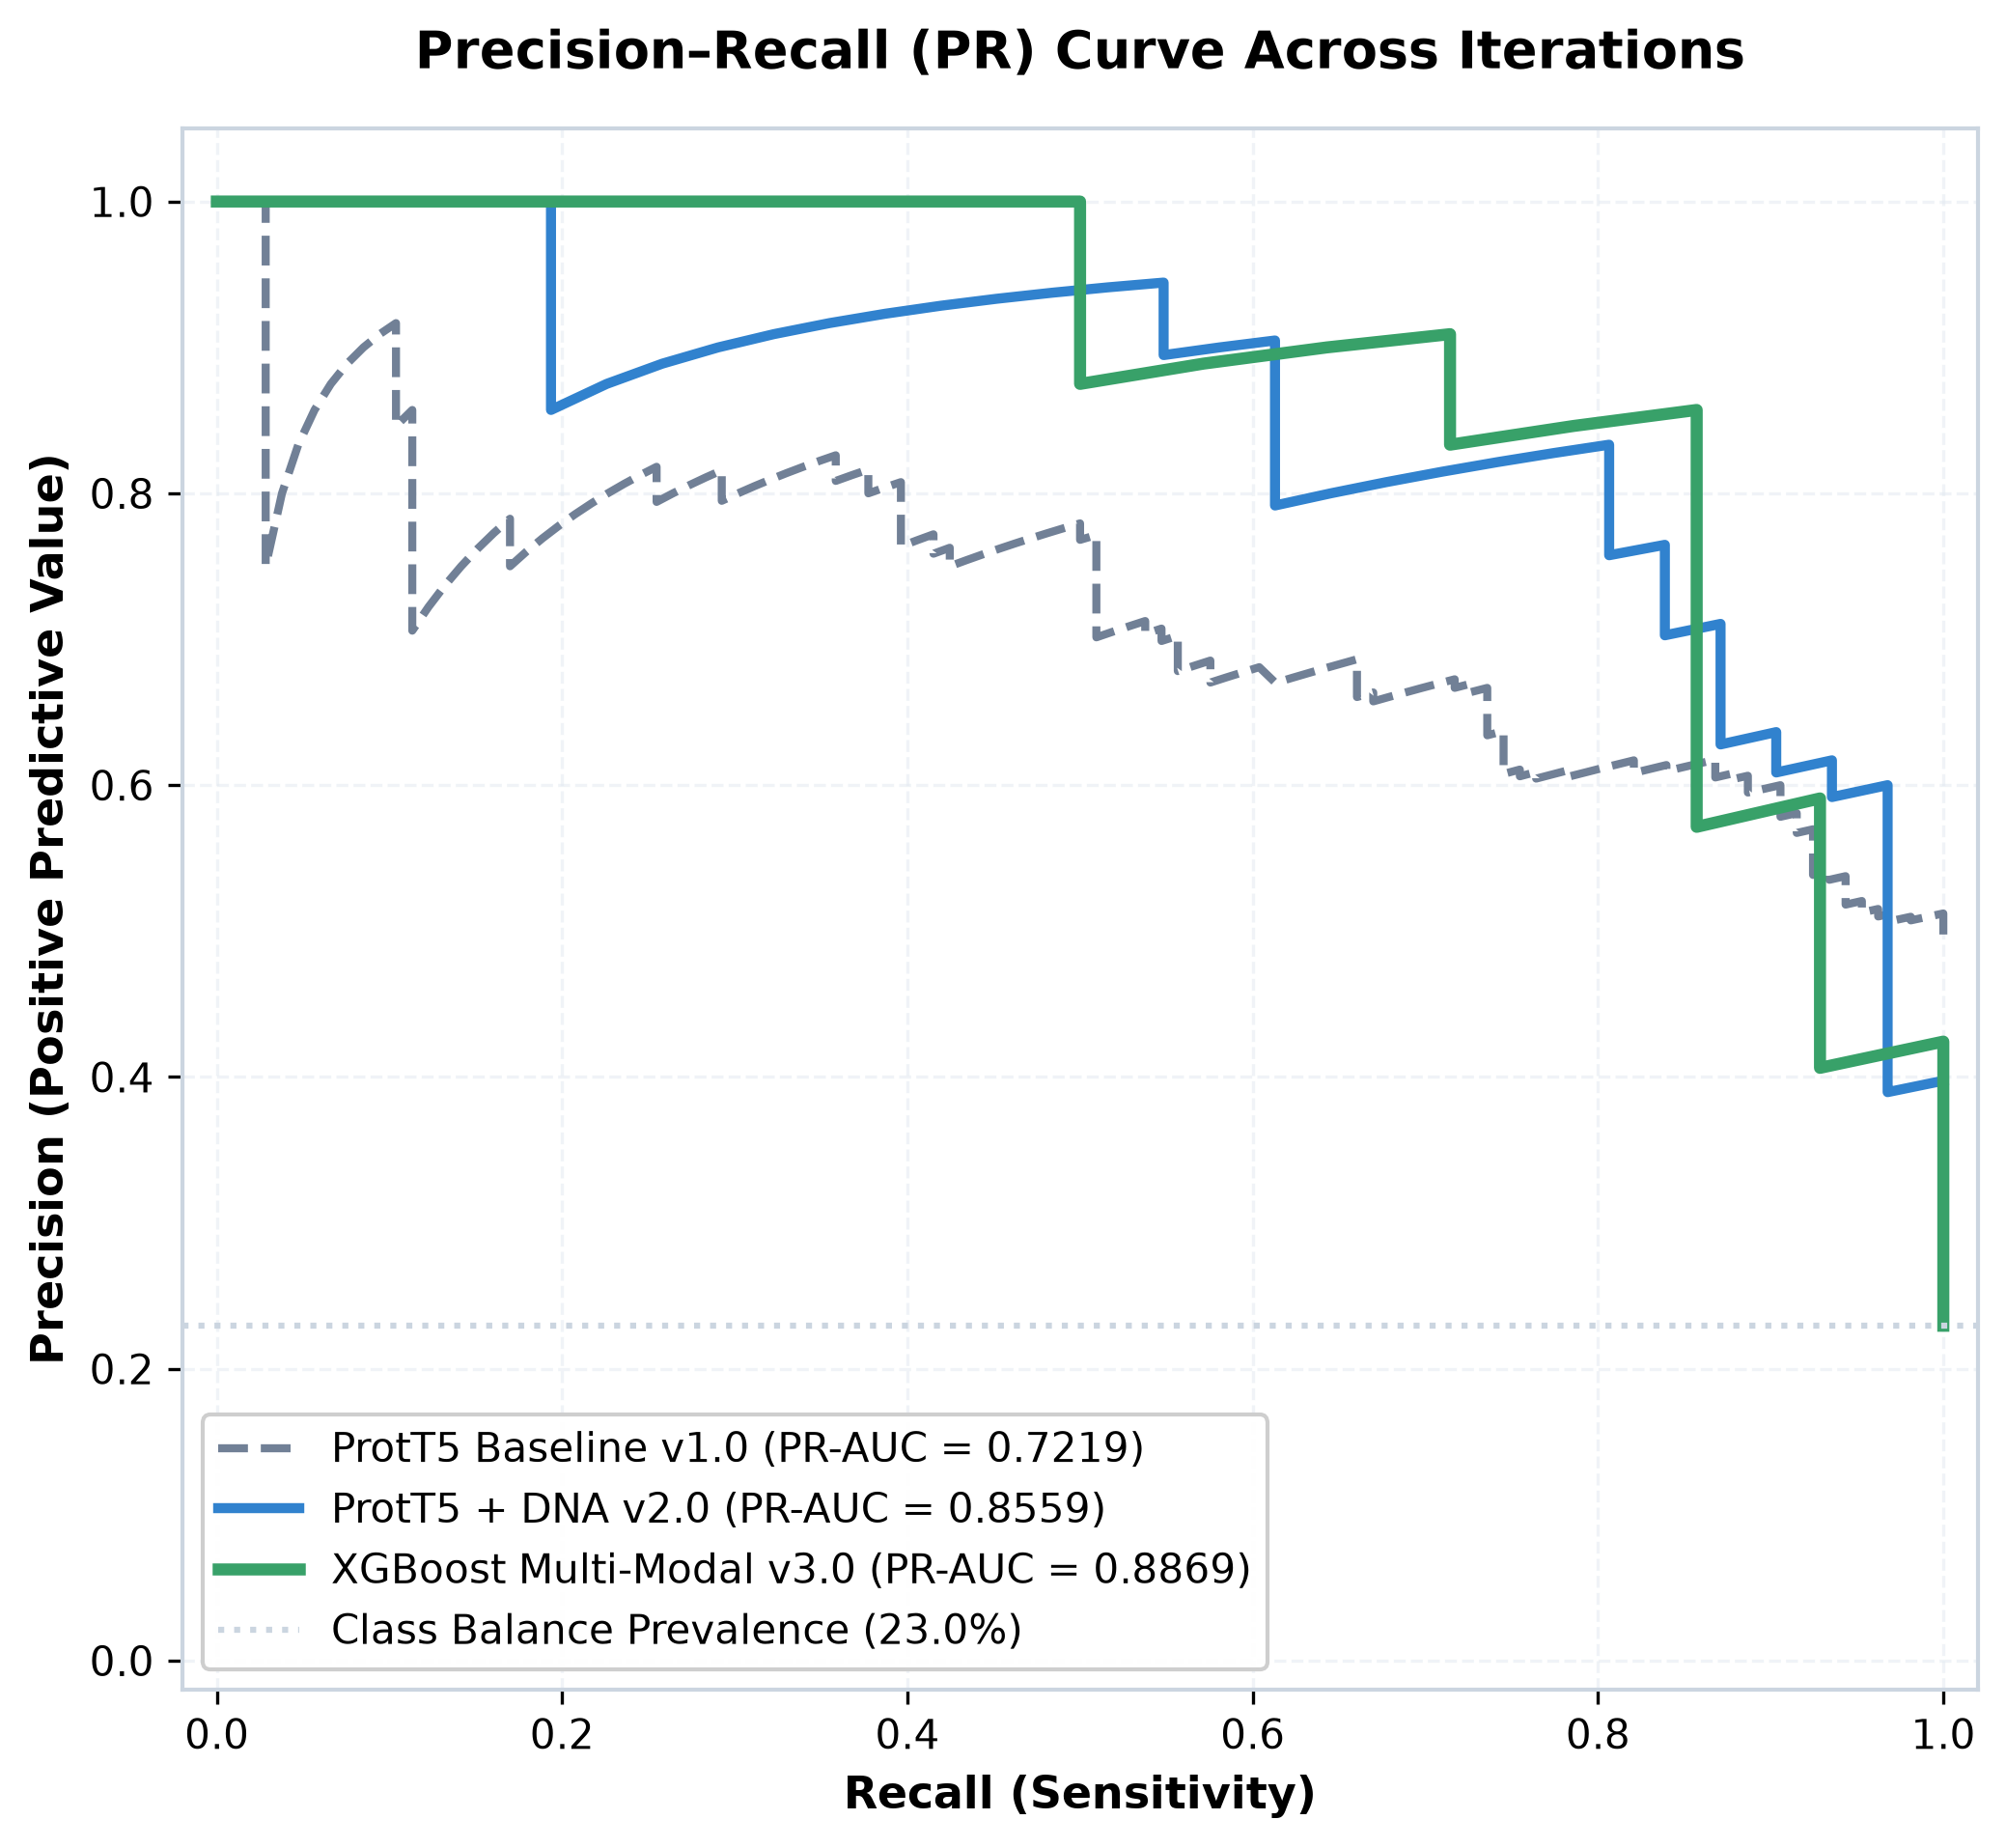 Precision–Recall (PR) Curve Across Iterations
Precision (Positive Predictive Value)
1.0
0.8
0.6
0.4
0.2
0.0
ProtT5 Baseline v1.0 (PR-AUC = 0.7219)
ProtT5 + DNA v2.0 (PR-AUC = 0.8559)
XGBoost Multi-Modal v3.0 (PR-AUC = 0.8869)
Class Balance Prevalence (23.0%)
0.0 0.2 0.4 0.6 0.8 1.0
Recall (Sensitivity)